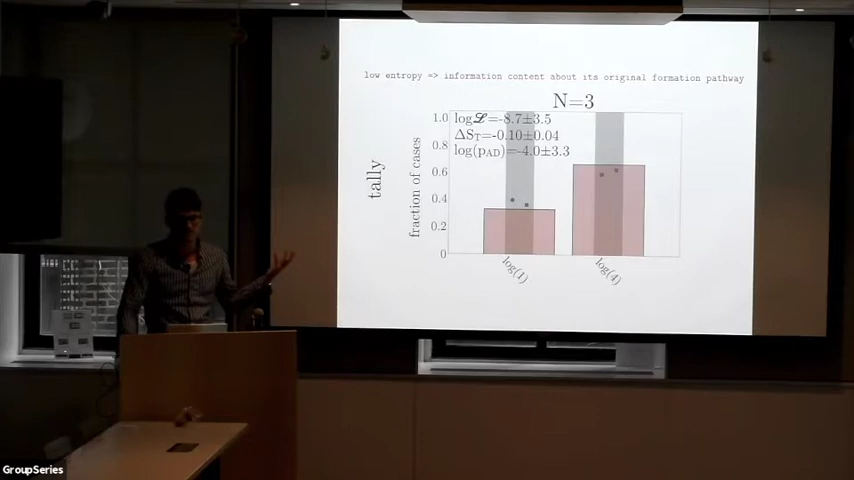 low entropy => information content about its original formation pathway
N=3
logℒ=-8.7±3.5
ΔST=-0.10±0.04
log(pAD)=-4.0±3.3
tally
fraction of cases
1.0
0.8
0.6
0.4
0.2
0
log(1)
log(4)
GroupSeries